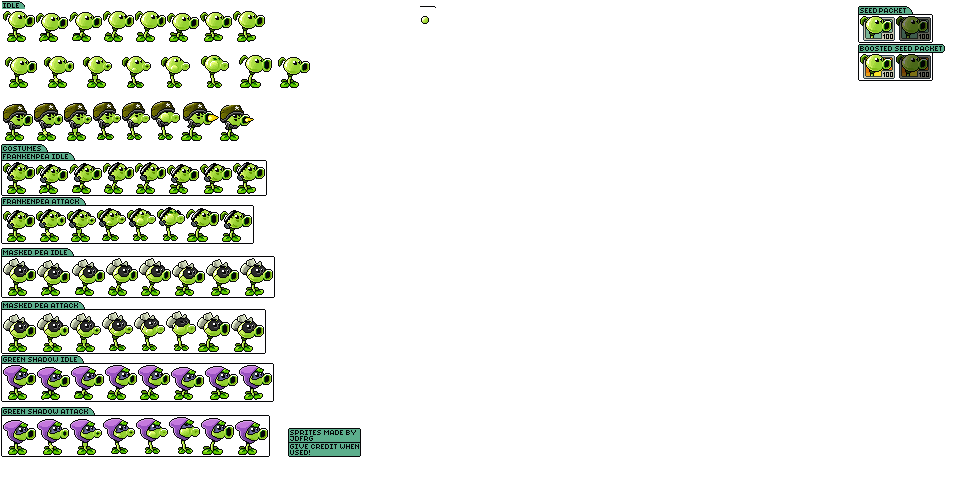 IDLE
SEED PACKET
100
100
BOOSTED SEED PACKET
100
100
COSTUMES
FRANKENPEA IDLE
FRANKENPEA ATTACK
MASKED PEA IDLE
MASKED PEA ATTACK
GREEN SHADOW IDLE
GREEN SHADOW ATTACK
SPRITES MADE BY
JDFRG
GIVE CREDIT WHEN
USED!